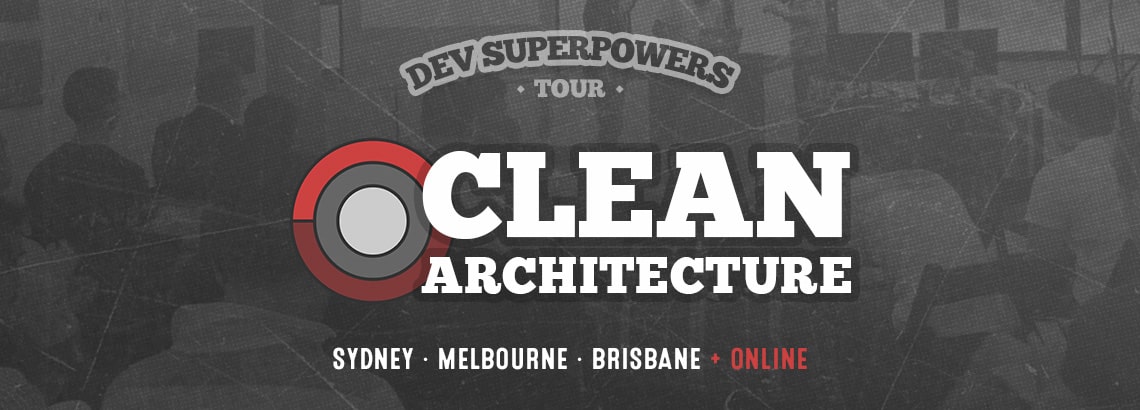 DEV SUPERPOWERS
• TOUR •
CLEAN
ARCHITECTURE
SYDNEY · MELBOURNE · BRISBANE + ONLINE